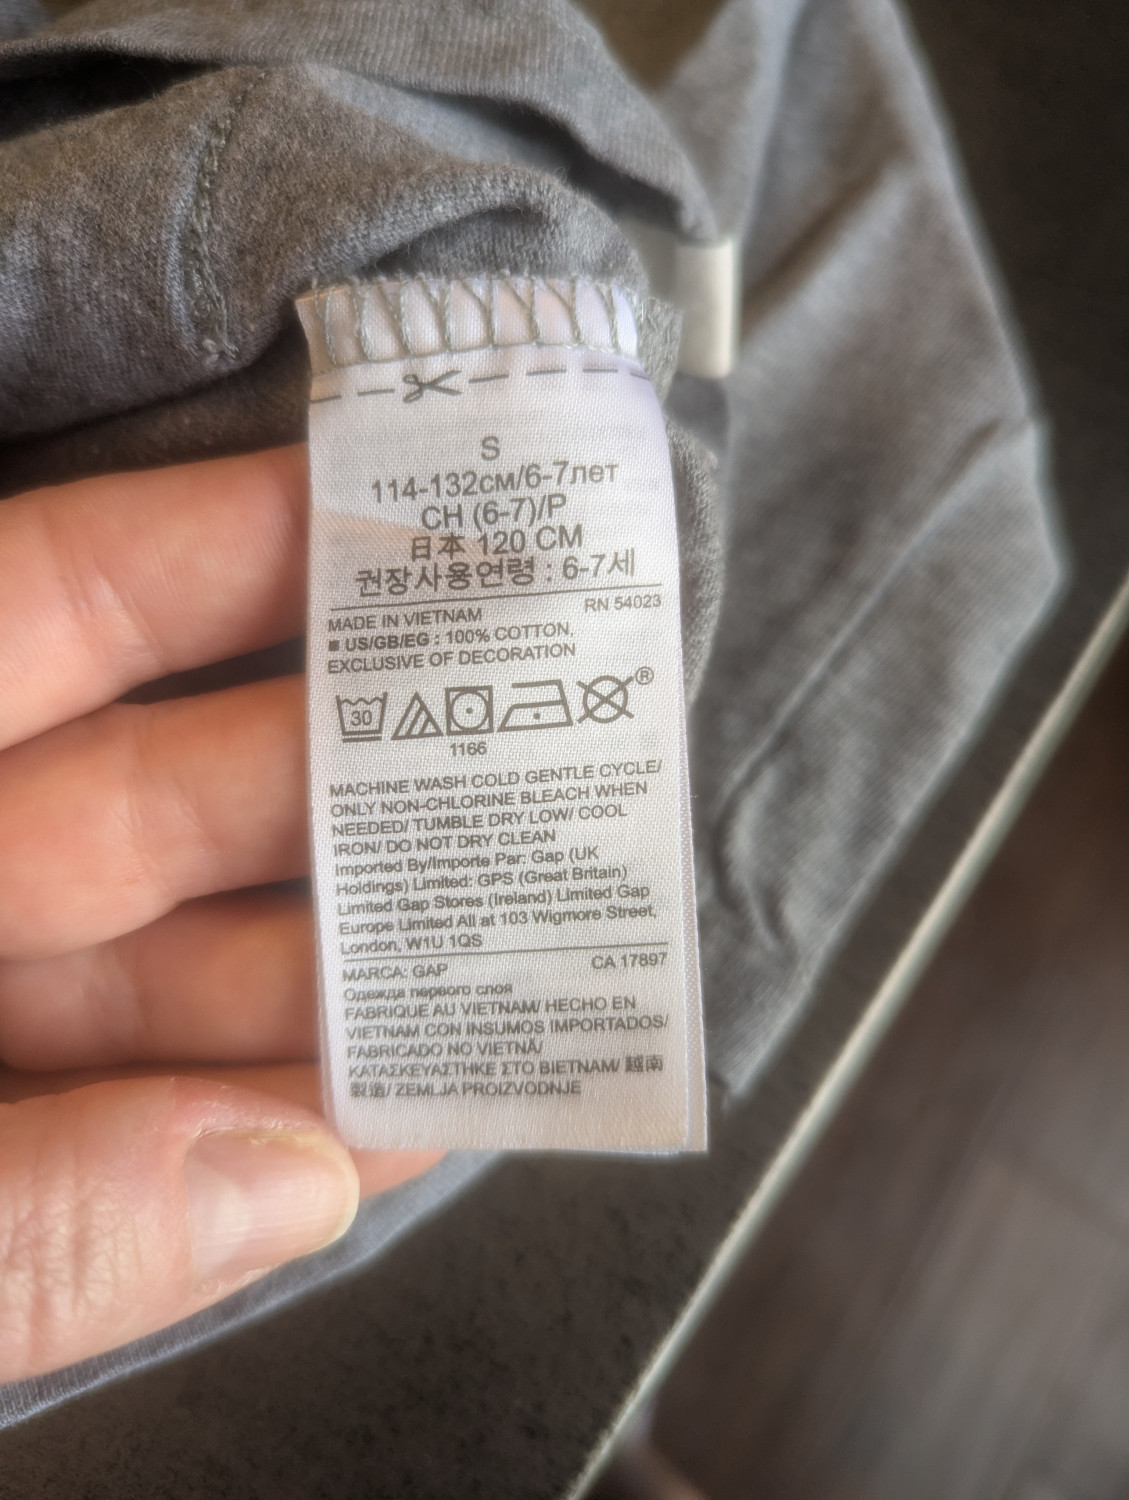 S
114-132см/6-7лет
CH (6-7)/P
日本 120 CM
권장사용연령 : 6-7세
MADE IN VIETNAM RN 54023
■ US/GB/EG : 100% COTTON,
EXCLUSIVE OF DECORATION
30
®
1166
MACHINE WASH COLD GENTLE CYCLE/
ONLY NON-CHLORINE BLEACH WHEN
NEEDED/ TUMBLE DRY LOW/ COOL
IRON/ DO NOT DRY CLEAN
Imported By/Importe Par: Gap (UK
Holdings) Limited: GPS (Great Britain)
Limited Gap Stores (Ireland) Limited Gap
Europe Limited All at 103 Wigmore Street,
London, W1U 1QS
MARCA: GAP CA 17897
Одежда первого слоя
FABRIQUE AU VIETNAM/ HECHO EN
VIETNAM CON INSUMOS IMPORTADOS/
FABRICADO NO VIETNÃ/
ΚΑΤΑΣΚΕΥΑΣΤΗΚΕ ΣΤΟ ΒΙΕΤΝΑΜ/ 越南
製造/ ZEMLJA PROIZVODNJE